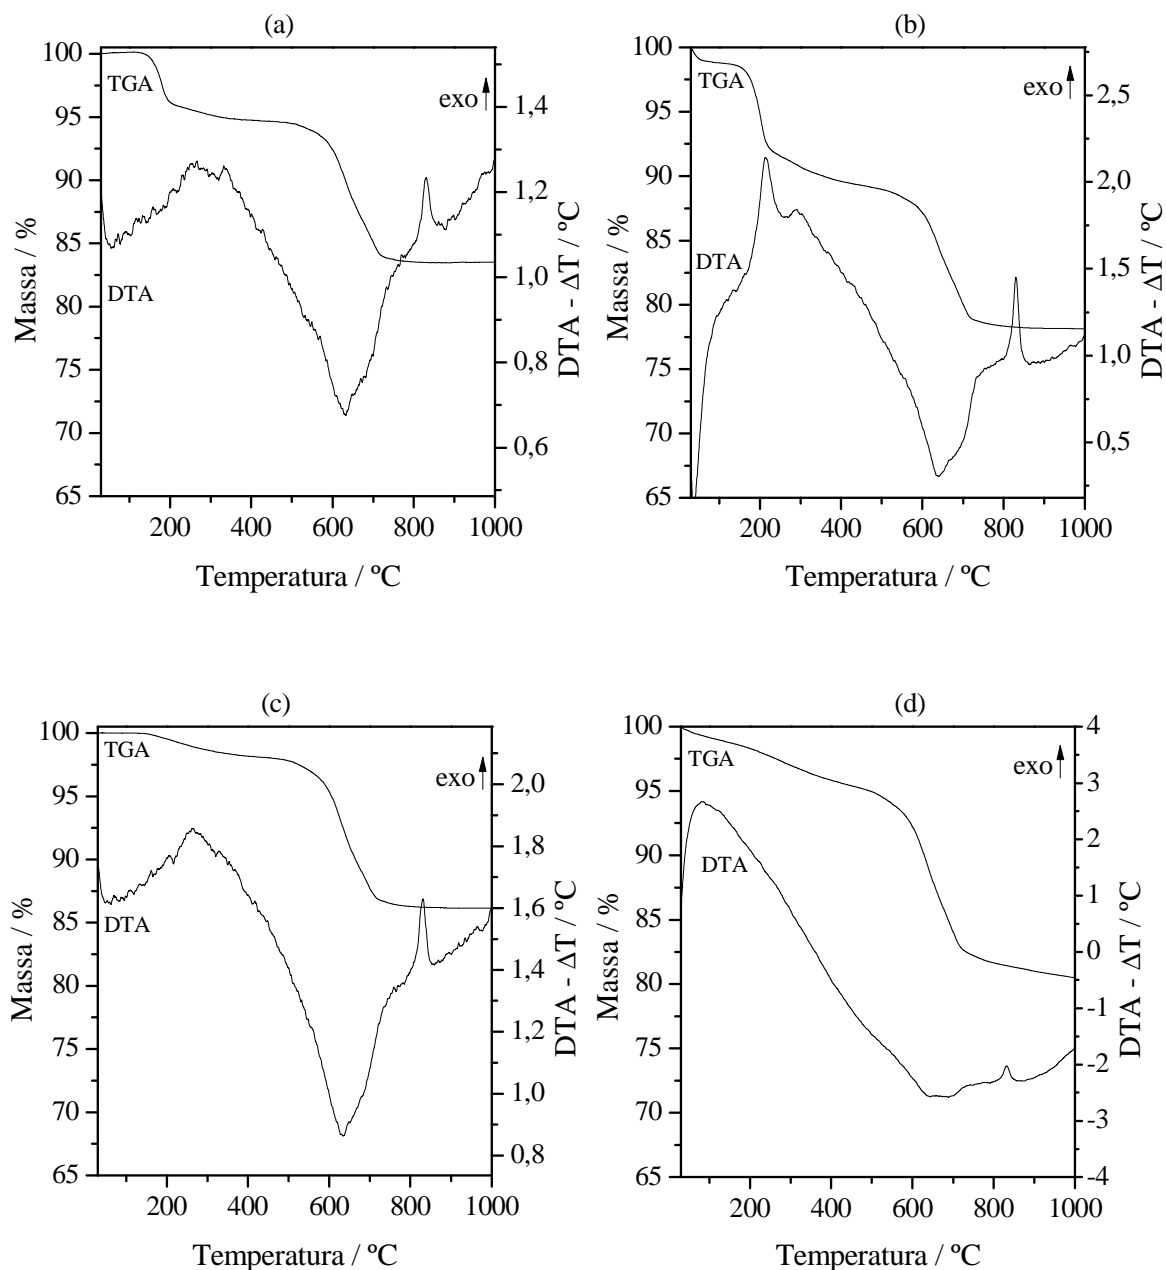 (a)
100
95
90
85
80
75
70
65
Massa / %
TGA
DTA
exo
1,4
1,2
1,0
0,8
0,6
DTA - ΔT / ºC
200 400 600 800 1000
Temperatura / ºC
(b)
100
95
90
85
80
75
70
65
Massa / %
TGA
DTA
exo
2,5
2,0
1,5
1,0
0,5
DTA - ΔT / ºC
200 400 600 800 1000
Temperatura / ºC
(c)
100
95
90
85
80
75
70
65
Massa / %
TGA
DTA
exo
2,0
1,8
1,6
1,4
1,2
1,0
0,8
DTA - ΔT / ºC
200 400 600 800 1000
Temperatura / ºC
(d)
100
95
90
85
80
75
70
65
Massa / %
TGA
DTA
exo
4
3
2
1
0
-1
-2
-3
-4
DTA - ΔT / ºC
200 400 600 800 1000
Temperatura / ºC